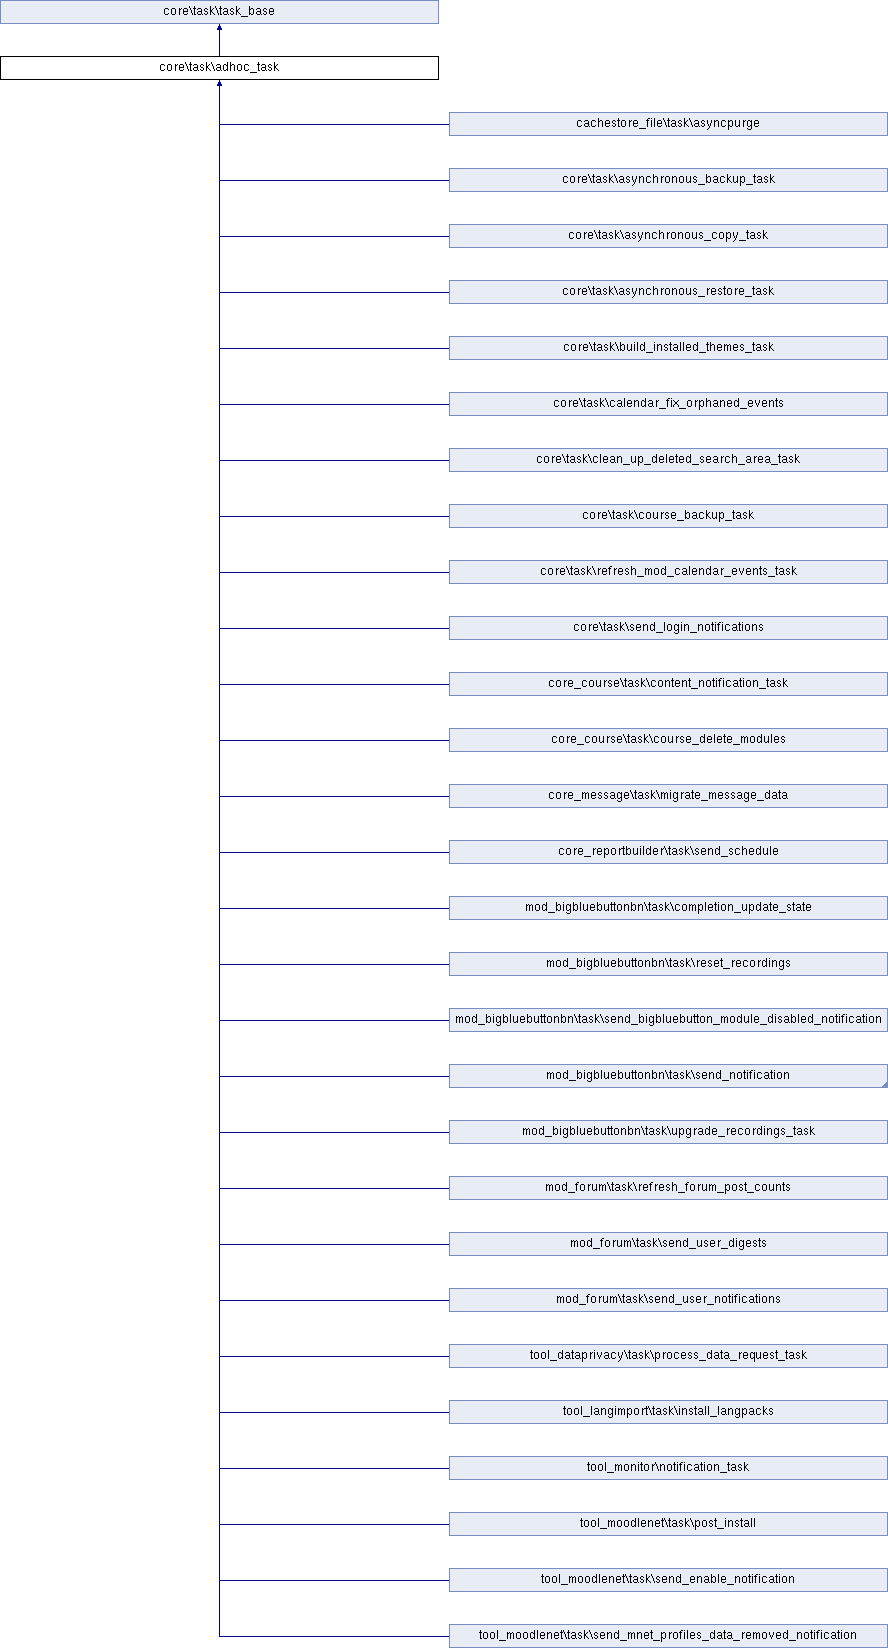 core\task\task_base
core\task\adhoc_task
cachestore_file\task\asyncpurge
core\task\asynchronous_backup_task
core\task\asynchronous_copy_task
core\task\asynchronous_restore_task
core\task\build_installed_themes_task
core\task\calendar_fix_orphaned_events
core\task\clean_up_deleted_search_area_task
core\task\course_backup_task
core\task\refresh_mod_calendar_events_task
core\task\send_login_notifications
core_course\task\content_notification_task
core_course\task\course_delete_modules
core_message\task\migrate_message_data
core_reportbuilder\task\send_schedule
mod_bigbluebuttonbn\task\completion_update_state
mod_bigbluebuttonbn\task\reset_recordings
mod_bigbluebuttonbn\task\send_bigbluebutton_module_disabled_notification
mod_bigbluebuttonbn\task\send_notification
mod_bigbluebuttonbn\task\upgrade_recordings_task
mod_forum\task\refresh_forum_post_counts
mod_forum\task\send_user_digests
mod_forum\task\send_user_notifications
tool_dataprivacy\task\process_data_request_task
tool_langimport\task\install_langpacks
tool_monitor\notification_task
tool_moodlenet\task\post_install
tool_moodlenet\task\send_enable_notification
tool_moodlenet\task\send_mnet_profiles_data_removed_notification